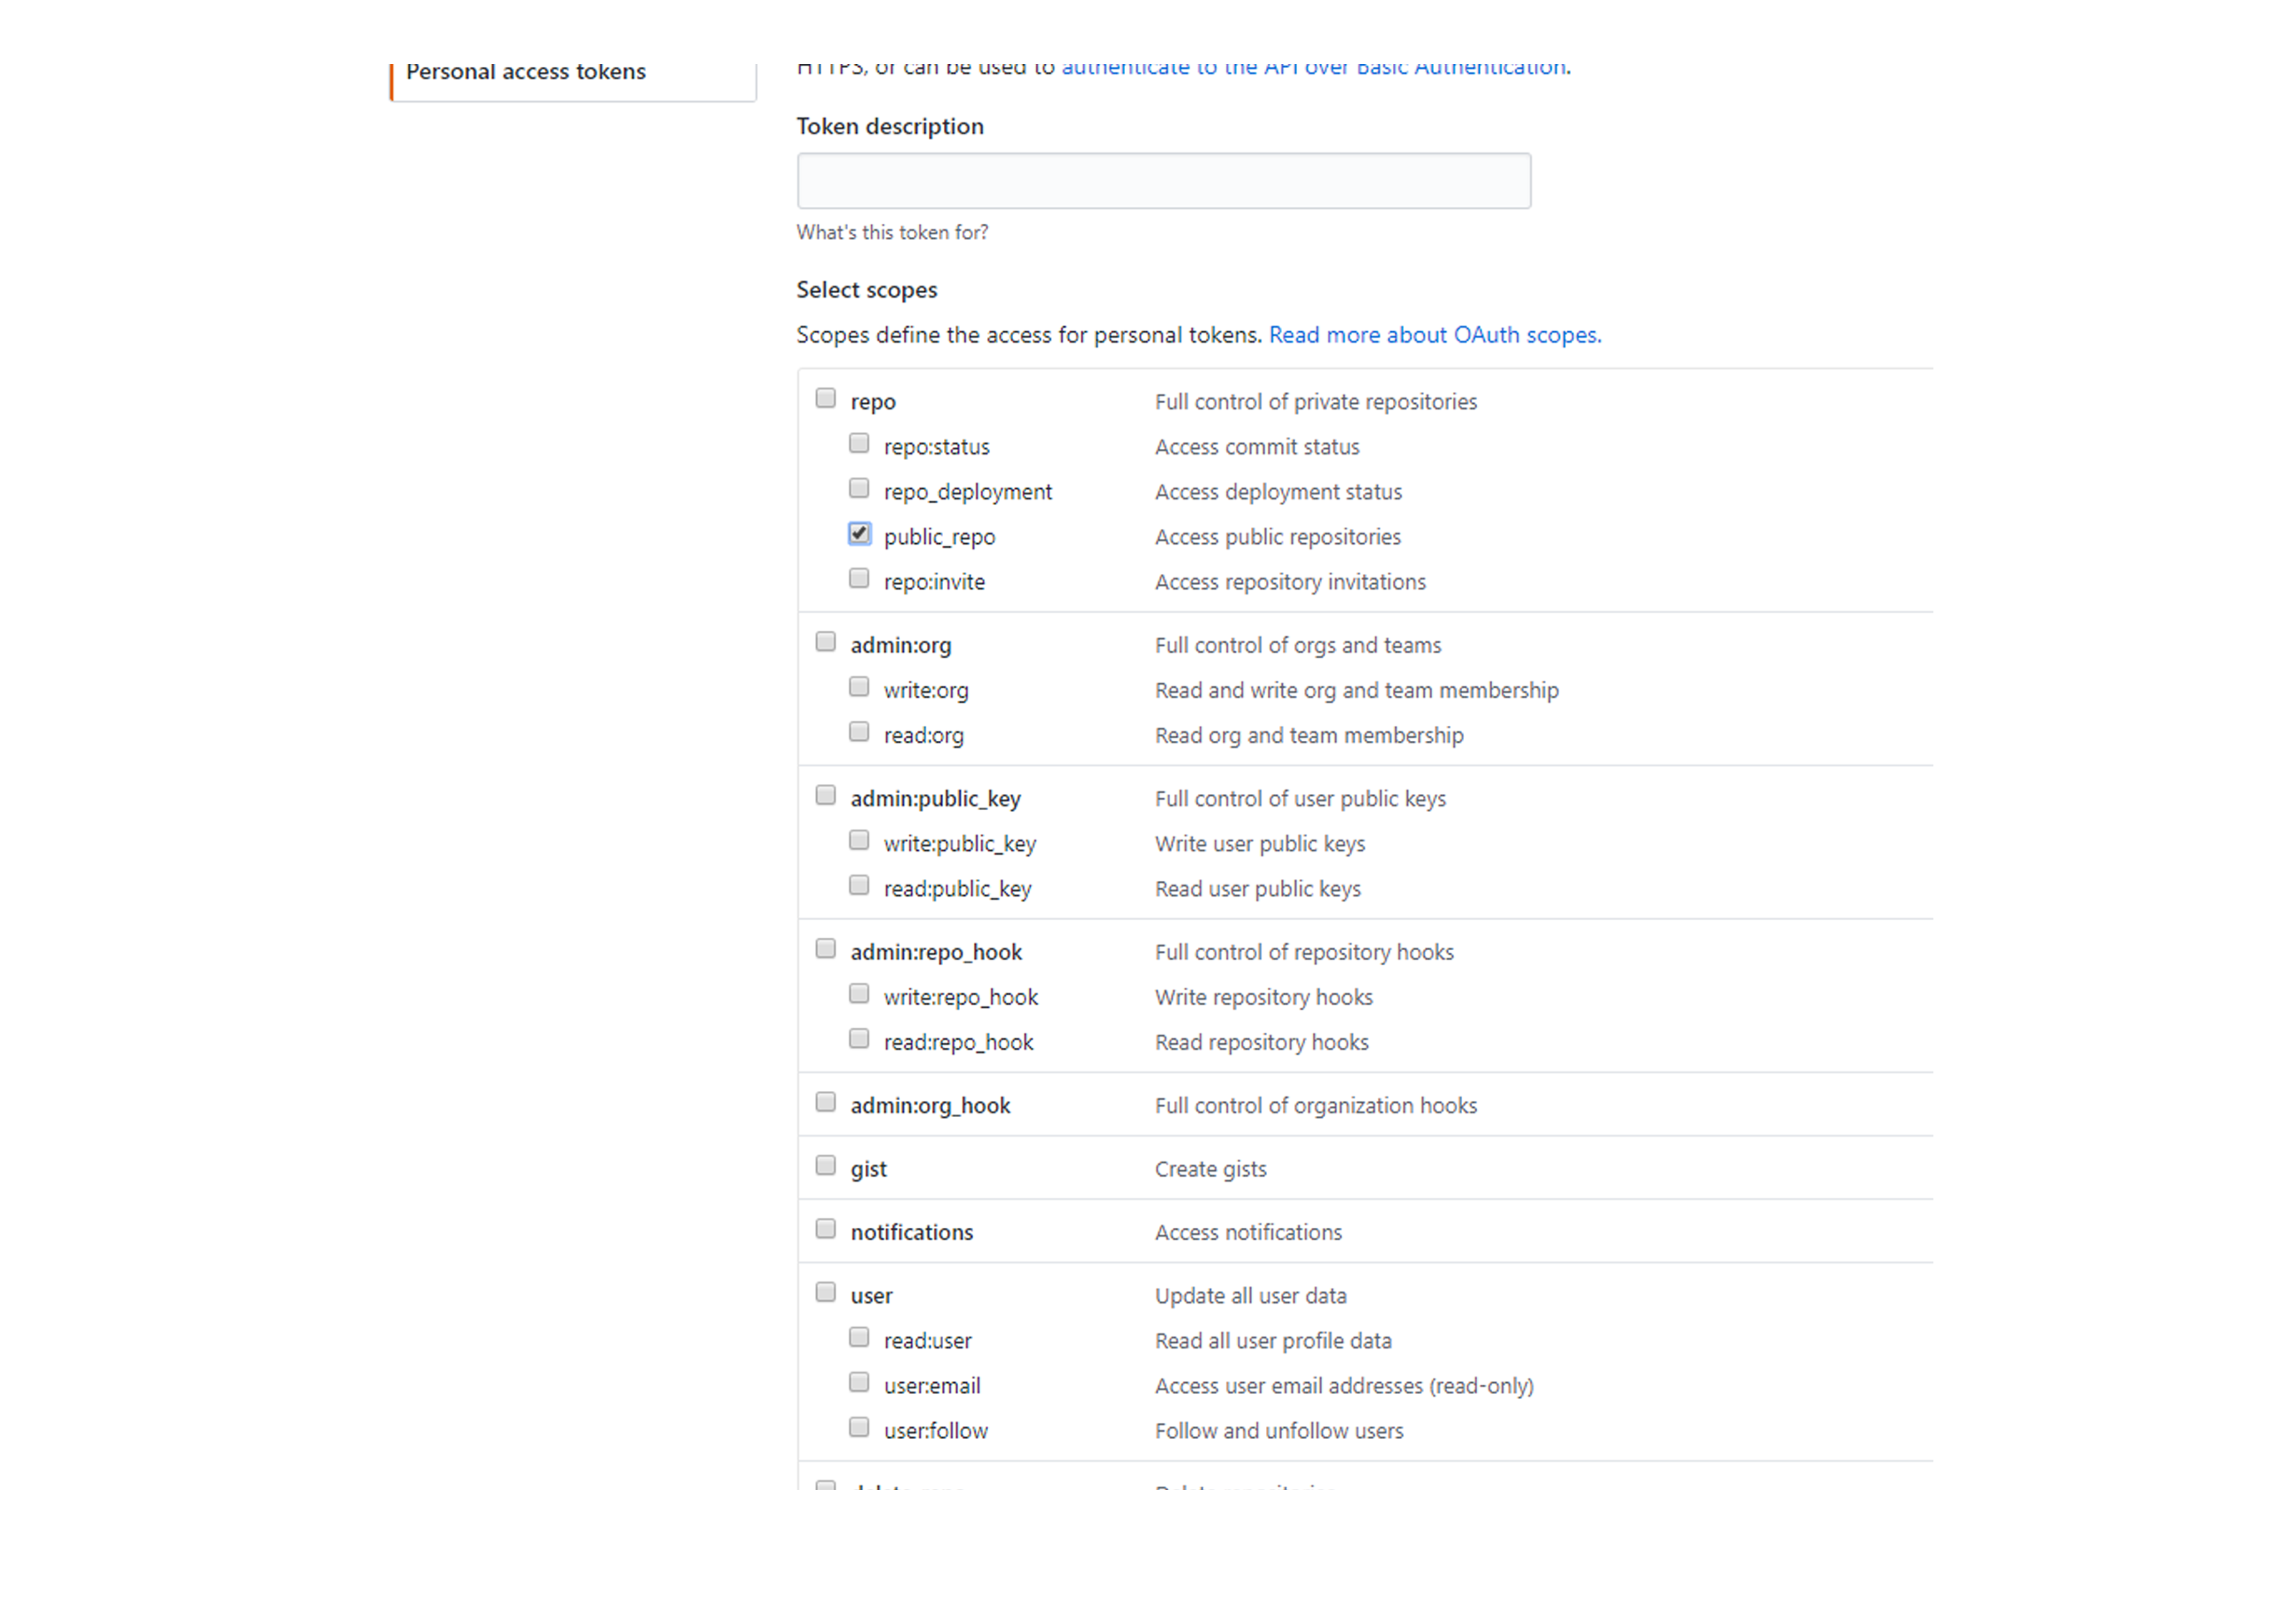 Personal access tokens
HTTPS, or can be used to authenticate to the API over Basic Authentication.
Token description
What's this token for?
Select scopes
Scopes define the access for personal tokens. Read more about OAuth scopes.
repo Full control of private repositories
repo:status Access commit status
repo_deployment Access deployment status
public_repo Access public repositories
repo:invite Access repository invitations
admin:org Full control of orgs and teams
write:org Read and write org and team membership
read:org Read org and team membership
admin:public_key Full control of user public keys
write:public_key Write user public keys
read:public_key Read user public keys
admin:repo_hook Full control of repository hooks
write:repo_hook Write repository hooks
read:repo_hook Read repository hooks
admin:org_hook Full control of organization hooks
gist Create gists
notifications Access notifications
user Update all user data
read:user Read all user profile data
user:email Access user email addresses (read-only)
user:follow Follow and unfollow users